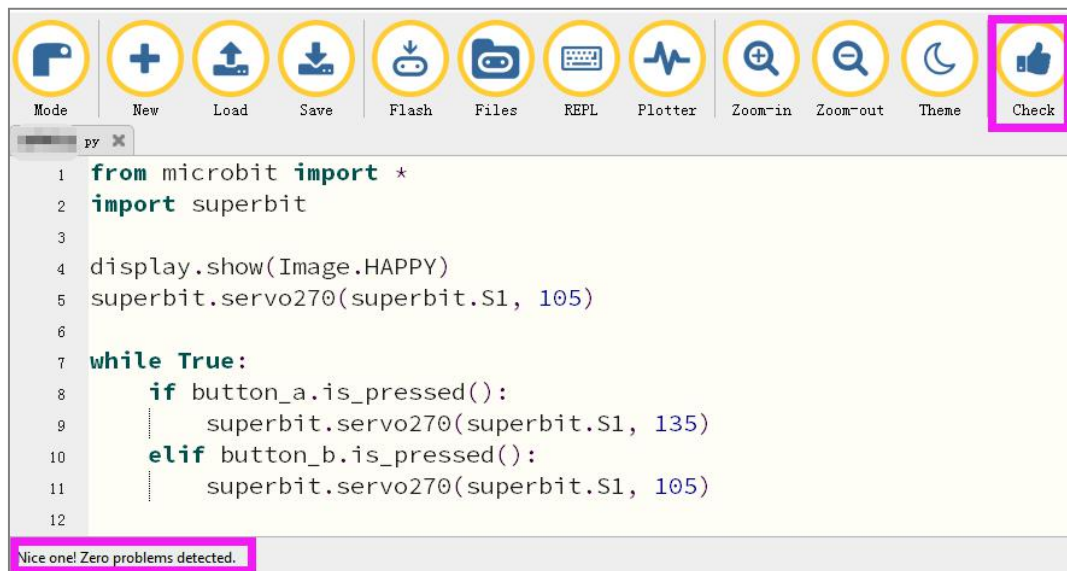 Mode New Load Save Flash Files REPL Plotter Zoom-in Zoom-out Theme Check
py
1 from microbit import *
2 import superbit
3
4 display.show(Image.HAPPY)
5 superbit.servo270(superbit.S1, 105)
6
7 while True:
8     if button_a.is_pressed():
9         superbit.servo270(superbit.S1, 135)
10     elif button_b.is_pressed():
11         superbit.servo270(superbit.S1, 105)
12
Nice one! Zero problems detected.